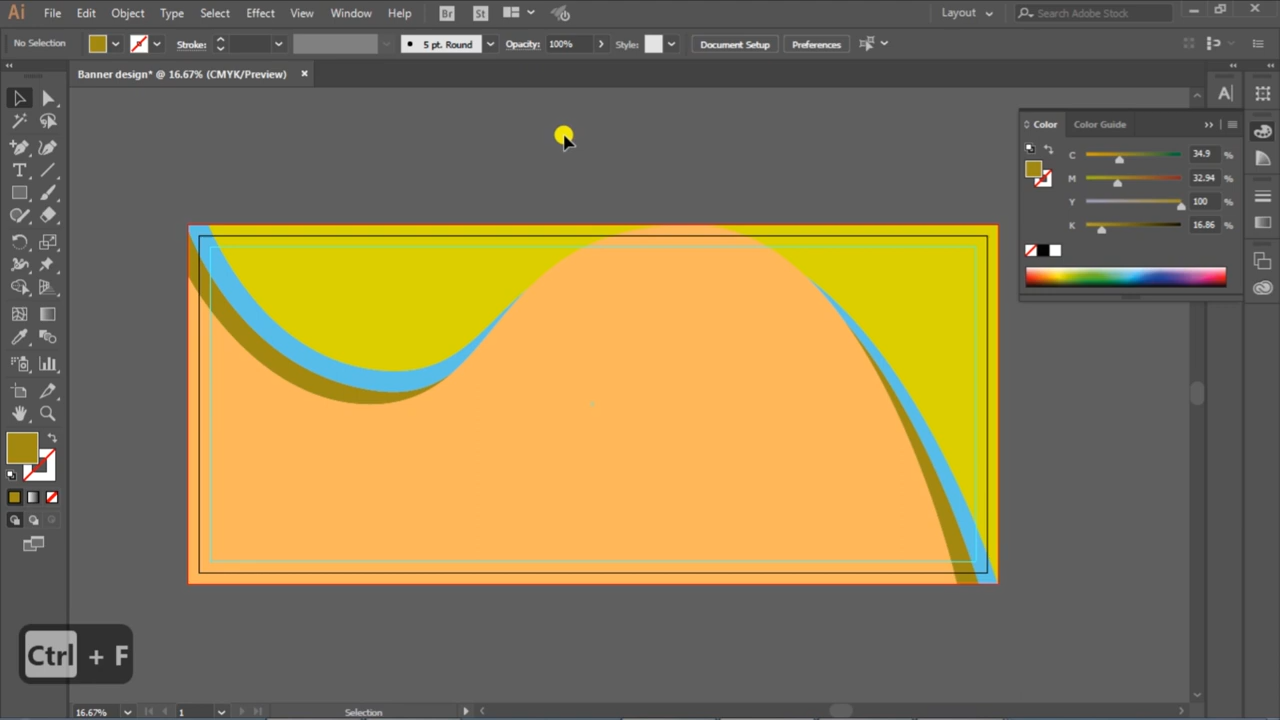 Ai File Edit Object Type Select Effect View Window Help Br St Layout Search Adobe Stock
No Selection Stroke: 5 pt. Round Opacity: 100% Style: Document Setup Preferences
Banner design* @ 16.67% (CMYK/Preview)
Color Color Guide
C 34.9 %
M 32.94 %
Y 100 %
K 16.86 %
Ctrl + F
16.67% 1 Selection